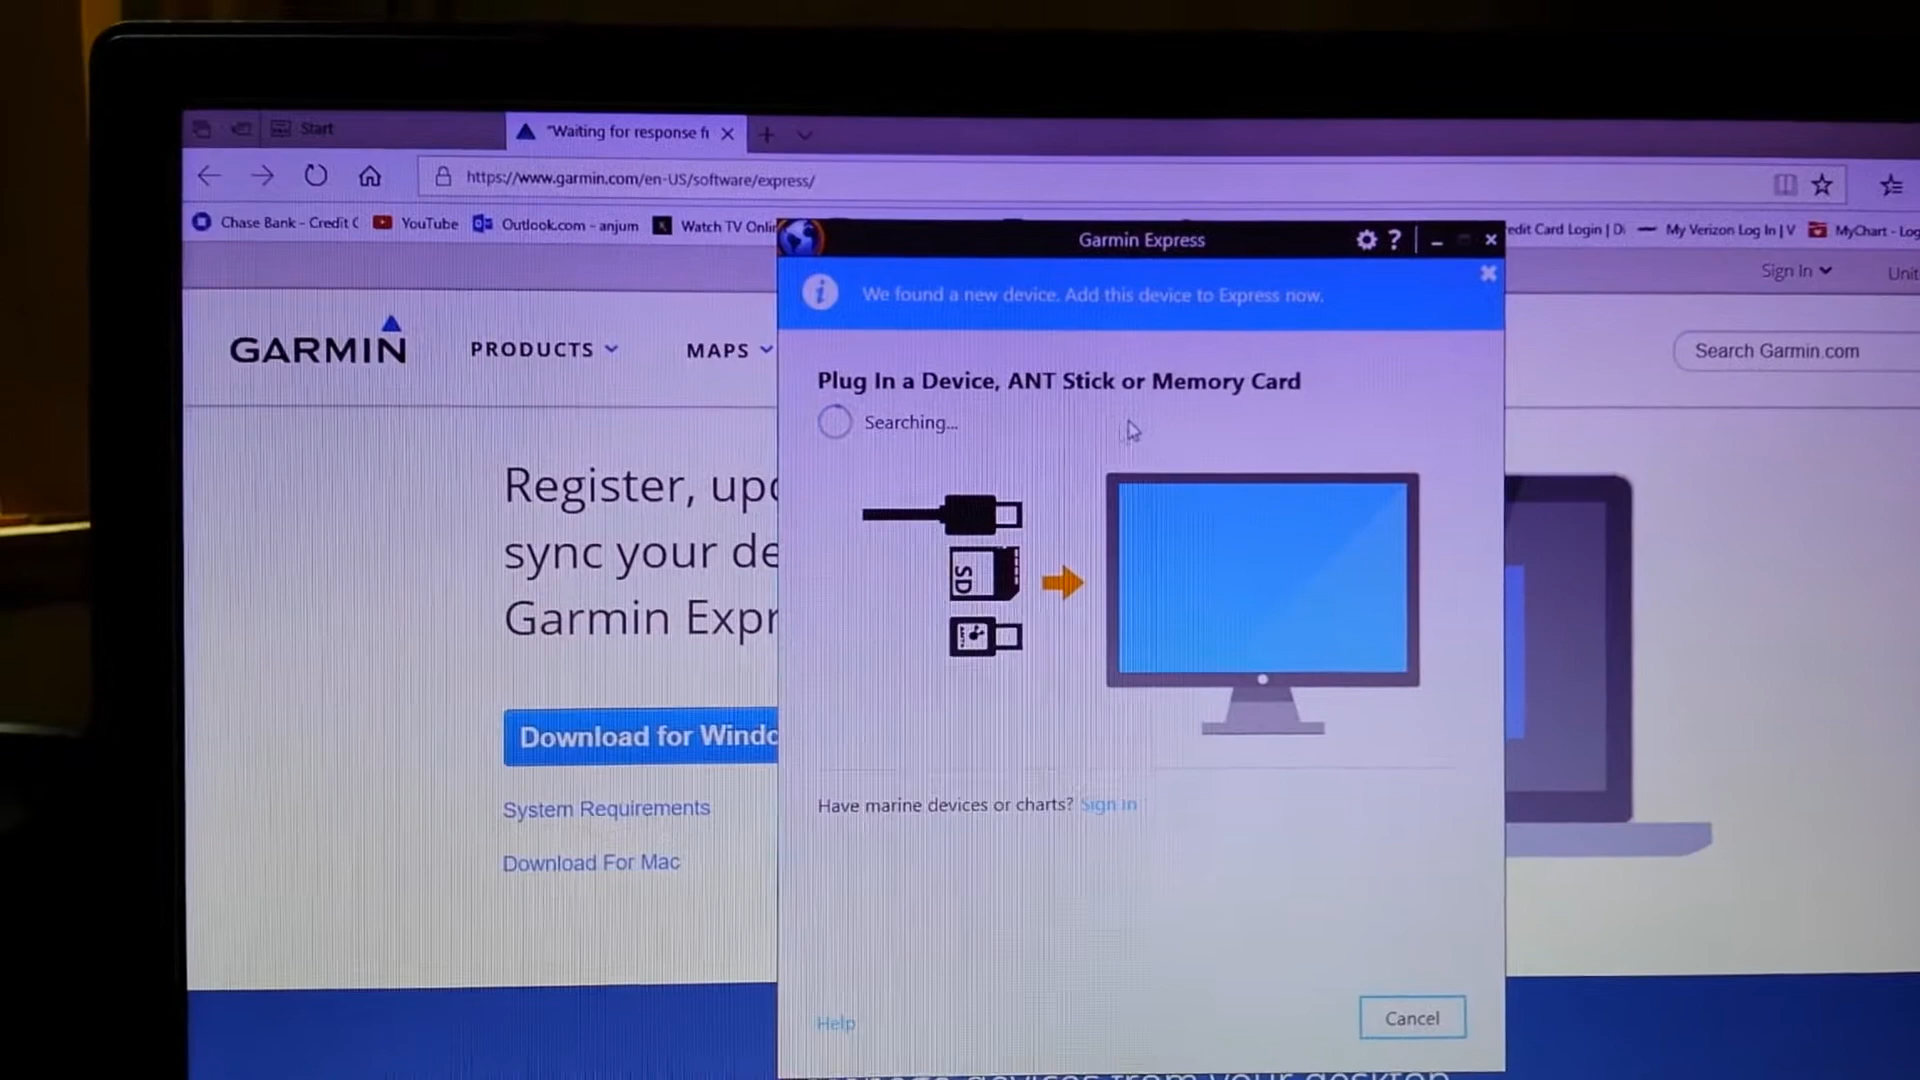 Start
"Waiting for response fr
https://www.garmin.com/en-US/software/express/
Chase Bank - Credit C
YouTube
Outlook.com - anjum
Watch TV Onlin
edit Card Login | Di
My Verizon Log In | V
MyChart - Log
Sign In
Unit
GARMIN
PRODUCTS
MAPS
Search Garmin.com
Garmin Express
?
We found a new device. Add this device to Express now.
Plug In a Device, ANT Stick or Memory Card
Searching...
SD
Register, upd
sync your de
Garmin Expr
Download for Windo
System Requirements
Download For Mac
Have marine devices or charts? Sign in
Help
Cancel